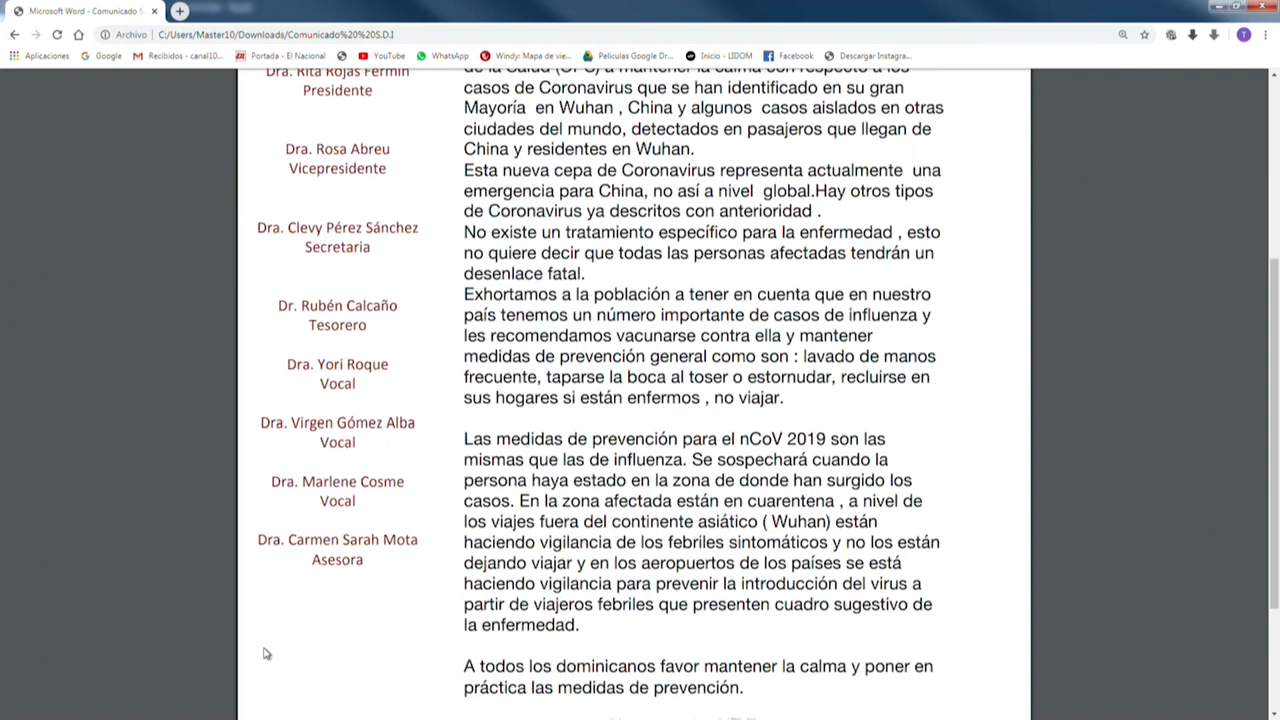 Microsoft Word - Comunicado S
Archivo | C:/Users/Master10/Downloads/Comunicado%20%20S.D.I
Aplicaciones Google Recibidos - canal10... Portada - El Nacional YouTube WhatsApp Windy: Mapa de vie... Peliculas Google Dr... Inicio - LIDOM Facebook Descargar Instagra...
T
Dra. Rita Rojas Fermín
Presidente
Dra. Rosa Abreu
Vicepresidente
Dra. Clevy Pérez Sánchez
Secretaria
Dr. Rubén Calcaño
Tesorero
Dra. Yori Roque
Vocal
Dra. Virgen Gómez Alba
Vocal
Dra. Marlene Cosme
Vocal
Dra. Carmen Sarah Mota
Asesora
de la Salud (OPS) a mantener la calma con respecto a los
casos de Coronavirus que se han identificado en su gran
Mayoría en Wuhan , China y algunos casos aislados en otras
ciudades del mundo, detectados en pasajeros que llegan de
China y residentes en Wuhan.
Esta nueva cepa de Coronavirus representa actualmente una
emergencia para China, no así a nivel global.Hay otros tipos
de Coronavirus ya descritos con anterioridad .
No existe un tratamiento específico para la enfermedad , esto
no quiere decir que todas las personas afectadas tendrán un
desenlace fatal.
Exhortamos a la población a tener en cuenta que en nuestro
país tenemos un número importante de casos de influenza y
les recomendamos vacunarse contra ella y mantener
medidas de prevención general como son : lavado de manos
frecuente, taparse la boca al toser o estornudar, recluirse en
sus hogares si están enfermos , no viajar.
Las medidas de prevención para el nCoV 2019 son las
mismas que las de influenza. Se sospechará cuando la
persona haya estado en la zona de donde han surgido los
casos. En la zona afectada están en cuarentena , a nivel de
los viajes fuera del continente asiático ( Wuhan) están
haciendo vigilancia de los febriles sintomáticos y no los están
dejando viajar y en los aeropuertos de los países se está
haciendo vigilancia para prevenir la introducción del virus a
partir de viajeros febriles que presenten cuadro sugestivo de
la enfermedad.
A todos los dominicanos favor mantener la calma y poner en
práctica las medidas de prevención.